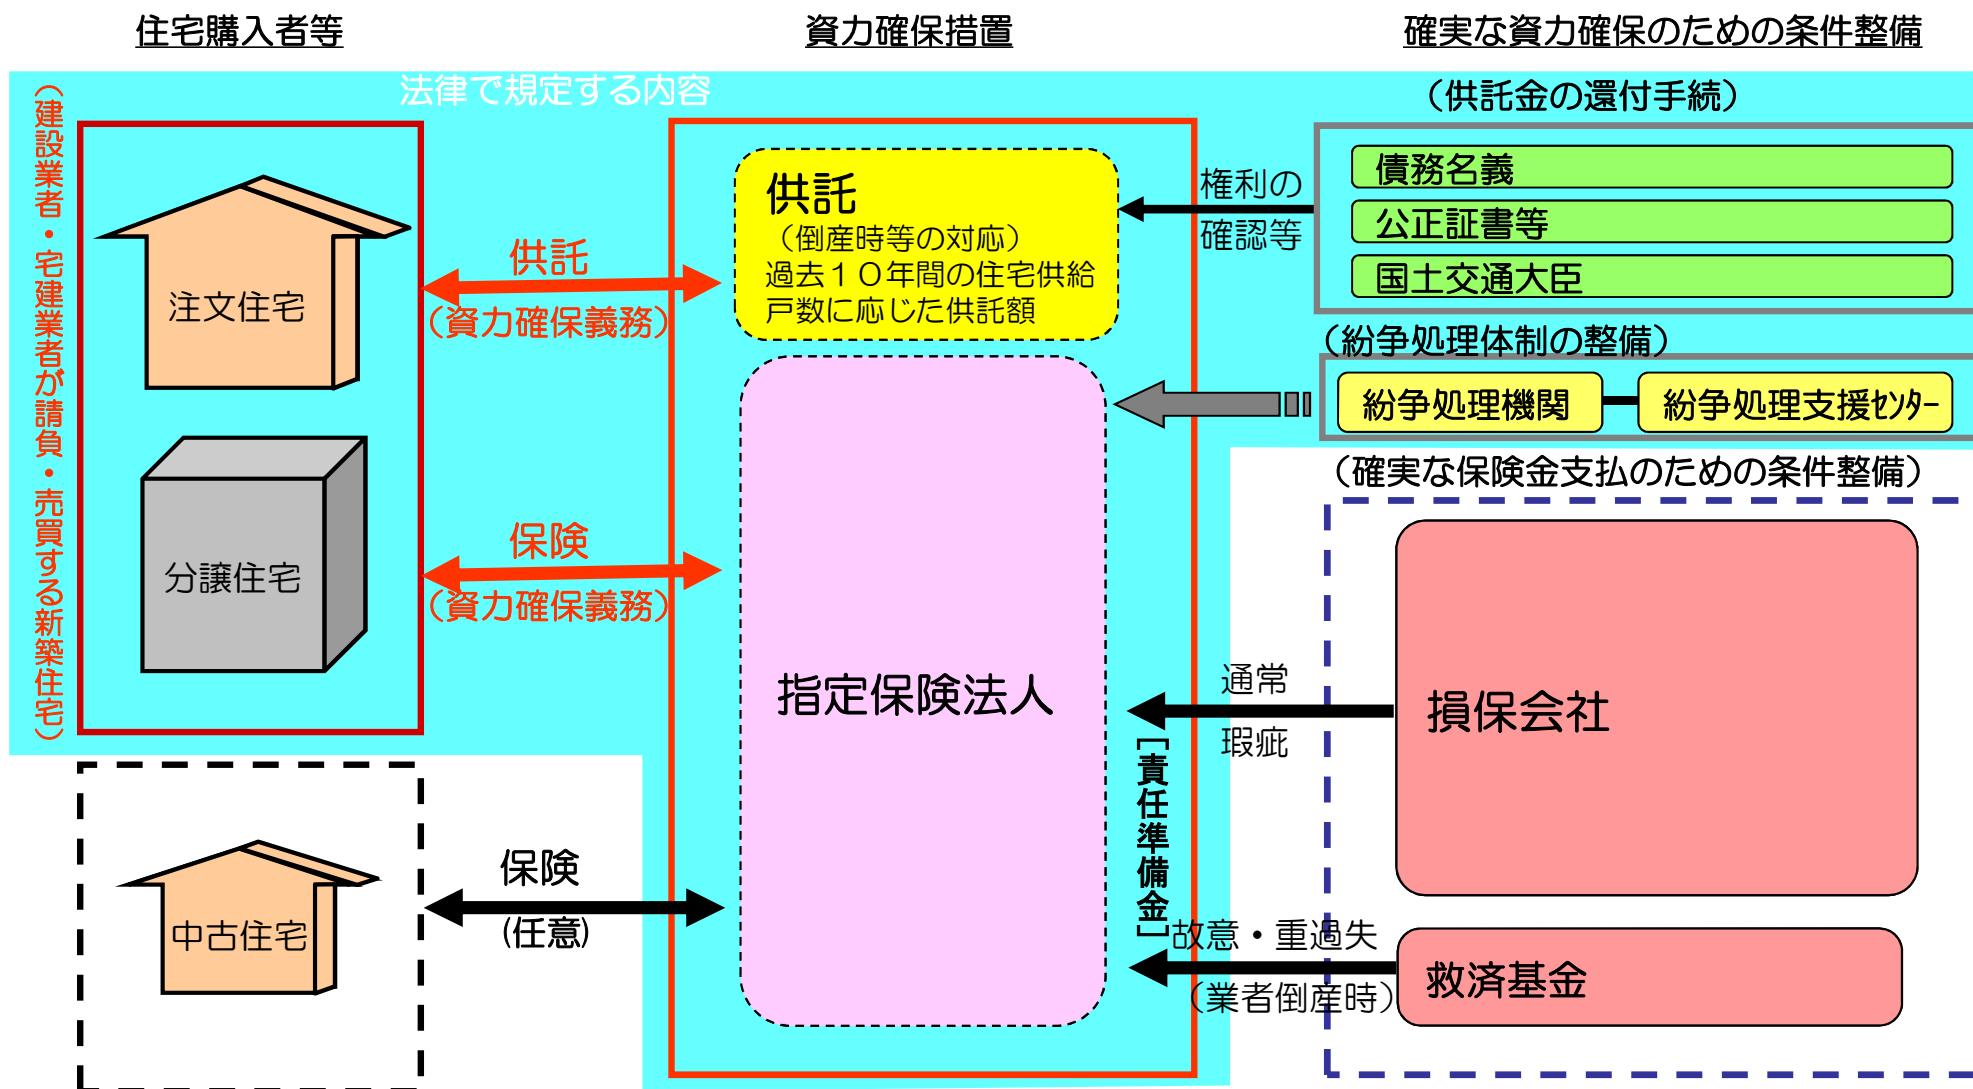 住宅購入者等
資力確保措置
確実な資力確保のための条件整備
法律で規定する内容
（建設業者・宅建業者が請負・売買する新築住宅）
注文住宅
分譲住宅
中古住宅
供託
（資力確保義務）
保険
（資力確保義務）
保険
(任意)
供託
（倒産時等の対応）
過去１０年間の住宅供給
戸数に応じた供託額
指定保険法人
［責任準備金］
権利の
確認等
（供託金の還付手続）
債務名義
公正証書等
国土交通大臣
（紛争処理体制の整備）
紛争処理機関
紛争処理支援ｾﾝﾀｰ
（確実な保険金支払のための条件整備）
通常
瑕疵
損保会社
故意・重過失
（業者倒産時）
救済基金